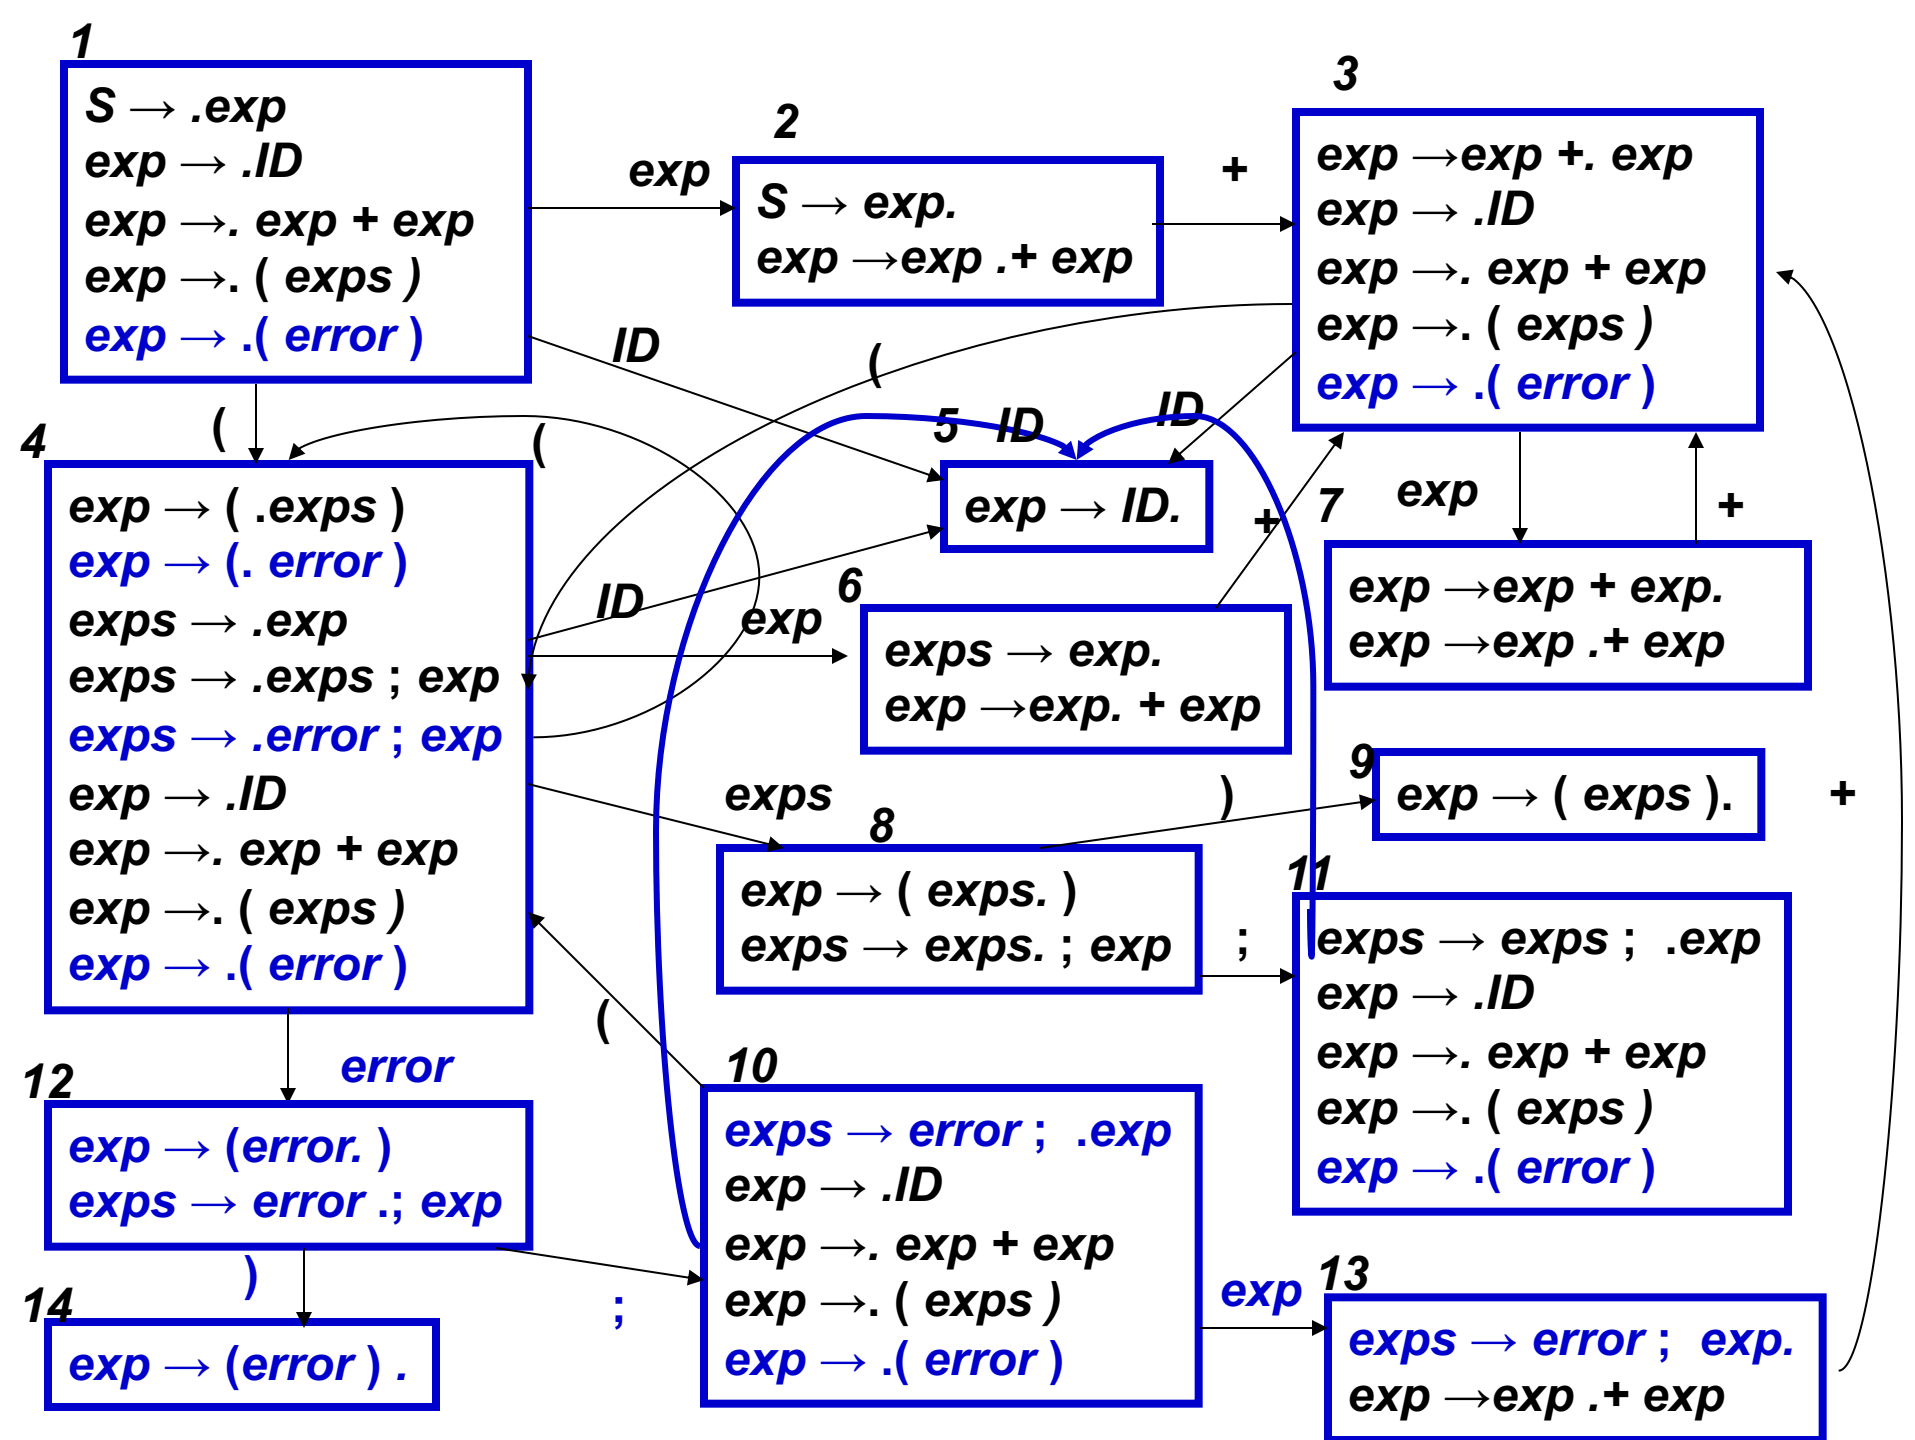 1
S → .exp
exp → .ID
exp →. exp + exp
exp →. ( exps )
exp → .( error )
exp
2
S → exp.
exp →exp .+ exp
+
3
exp →exp +. exp
exp → .ID
exp →. exp + exp
exp →. ( exps )
exp → .( error )
ID
(
(
(
4
exp → ( .exps )
exp → (. error )
exps → .exp
exps → .exps ; exp
exps → .error ; exp
exp → .ID
exp →. exp + exp
exp →. ( exps )
exp → .( error )
5
ID
ID
exp → ID.
+
7
exp
+
exp →exp + exp.
exp →exp .+ exp
ID
exp
6
exps → exp.
exp →exp. + exp
exps
8
exp → ( exps. )
exps → exps. ; exp
)
9
exp → ( exps ).
+
;
11
exps → exps ; .exp
exp → .ID
exp →. exp + exp
exp →. ( exps )
exp → .( error )
error
(
12
exp → (error. )
exps → error .; exp
)
;
14
exp → (error ) .
10
exps → error ; .exp
exp → .ID
exp →. exp + exp
exp →. ( exps )
exp → .( error )
exp
13
exps → error ; exp.
exp →exp .+ exp